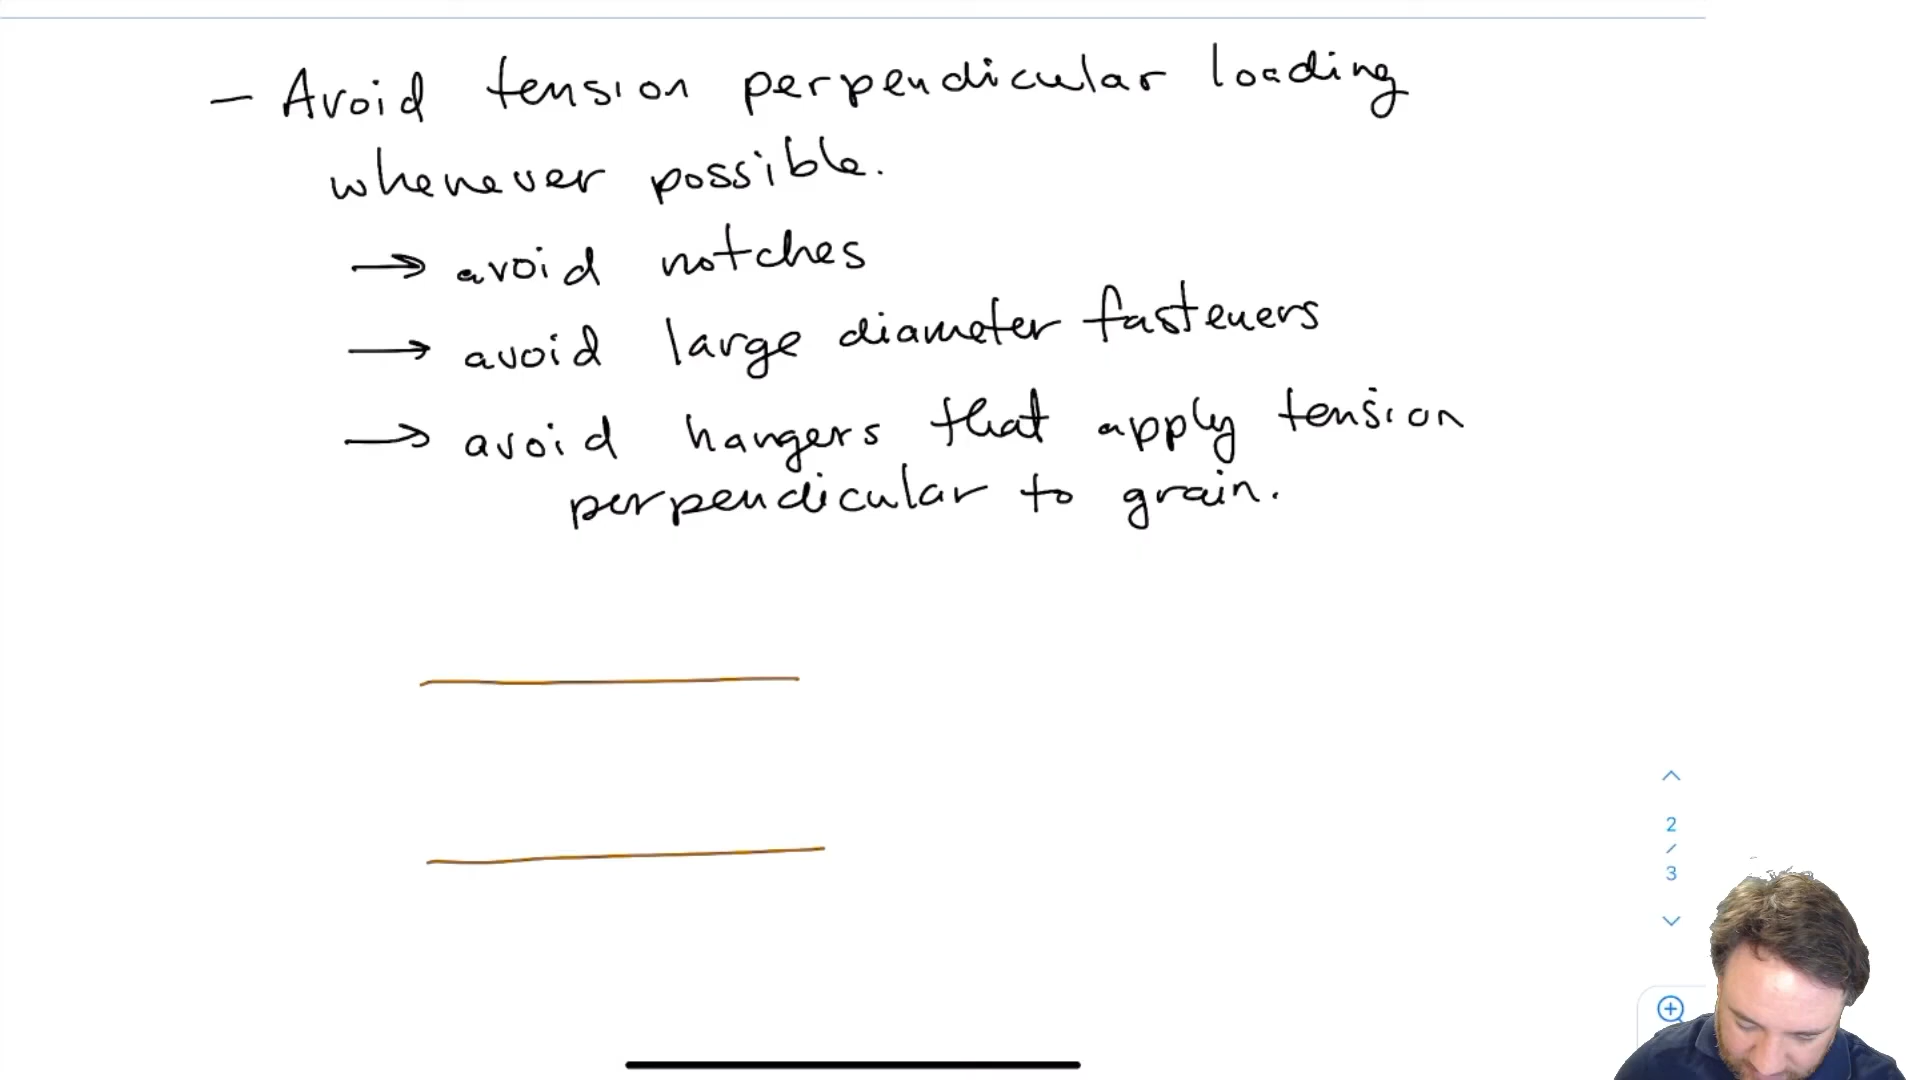 - Avoid tension perpendicular loading
whenever possible.
→ avoid notches
→ avoid large diameter fasteners
→ avoid hangers that apply tension
perpendicular to grain.
2
/
3